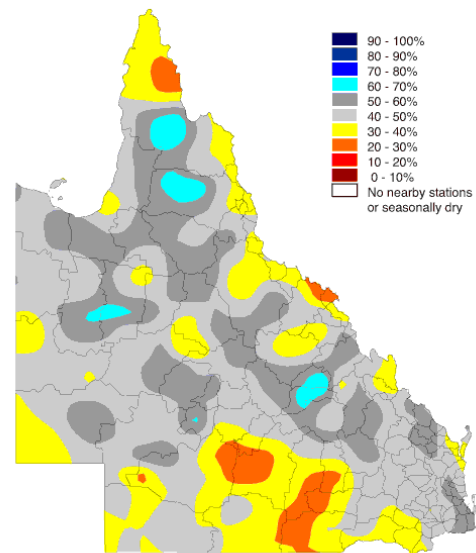 90 - 100%
80 - 90%
70 - 80%
60 - 70%
50 - 60%
40 - 50%
30 - 40%
20 - 30%
10 - 20%
0 - 10%
No nearby stations
or seasonally dry